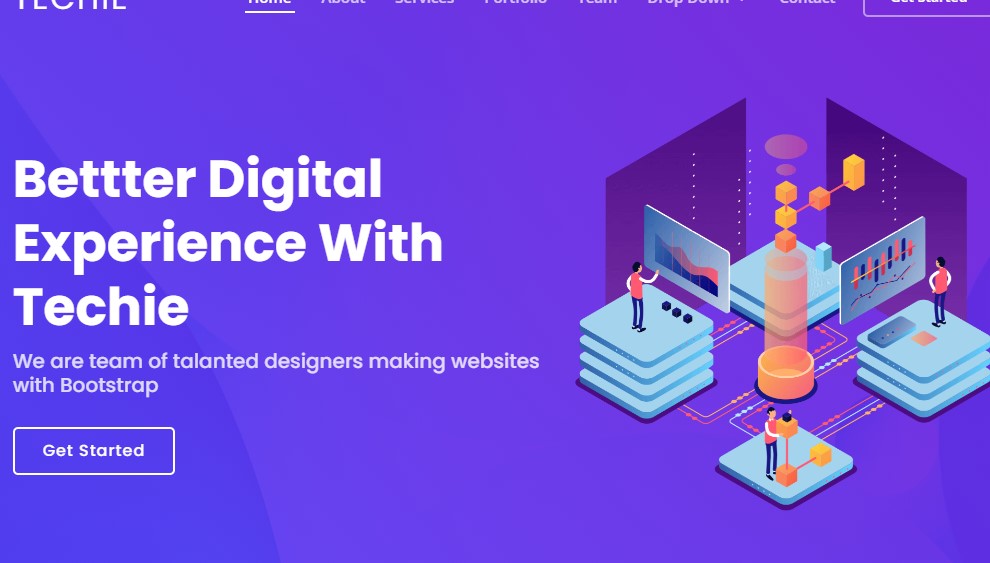 TECHIE
Home About Services Portfolio Team Drop Down Contact Get Started
Bettter Digital
Experience With
Techie
We are team of talanted designers making websites
with Bootstrap
Get Started